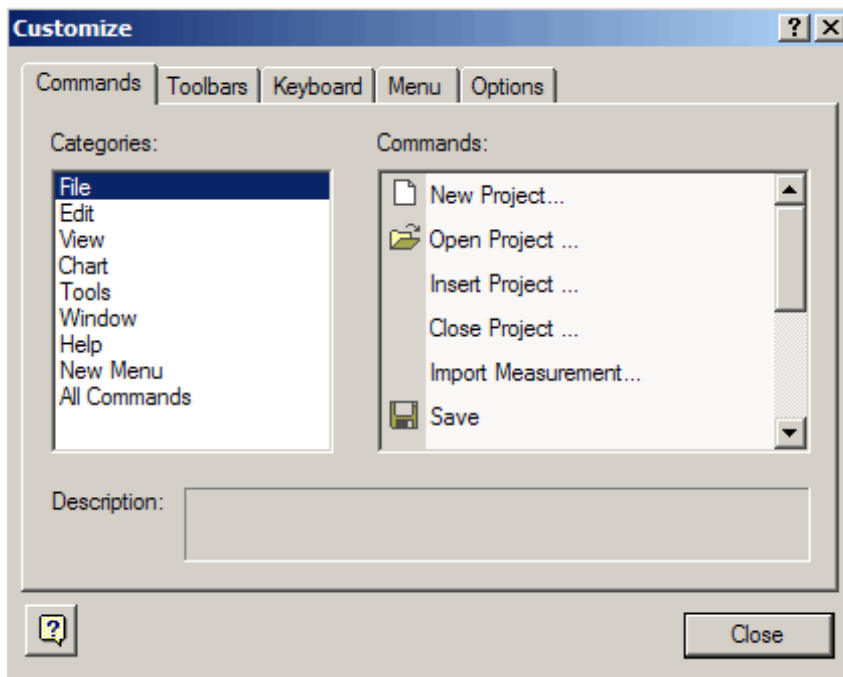 Customize
Commands Toolbars Keyboard Menu Options
Categories:
File
Edit
View
Chart
Tools
Window
Help
New Menu
All Commands
Commands:
New Project...
Open Project ...
Insert Project ...
Close Project ...
Import Measurement...
Save
Description:
Close